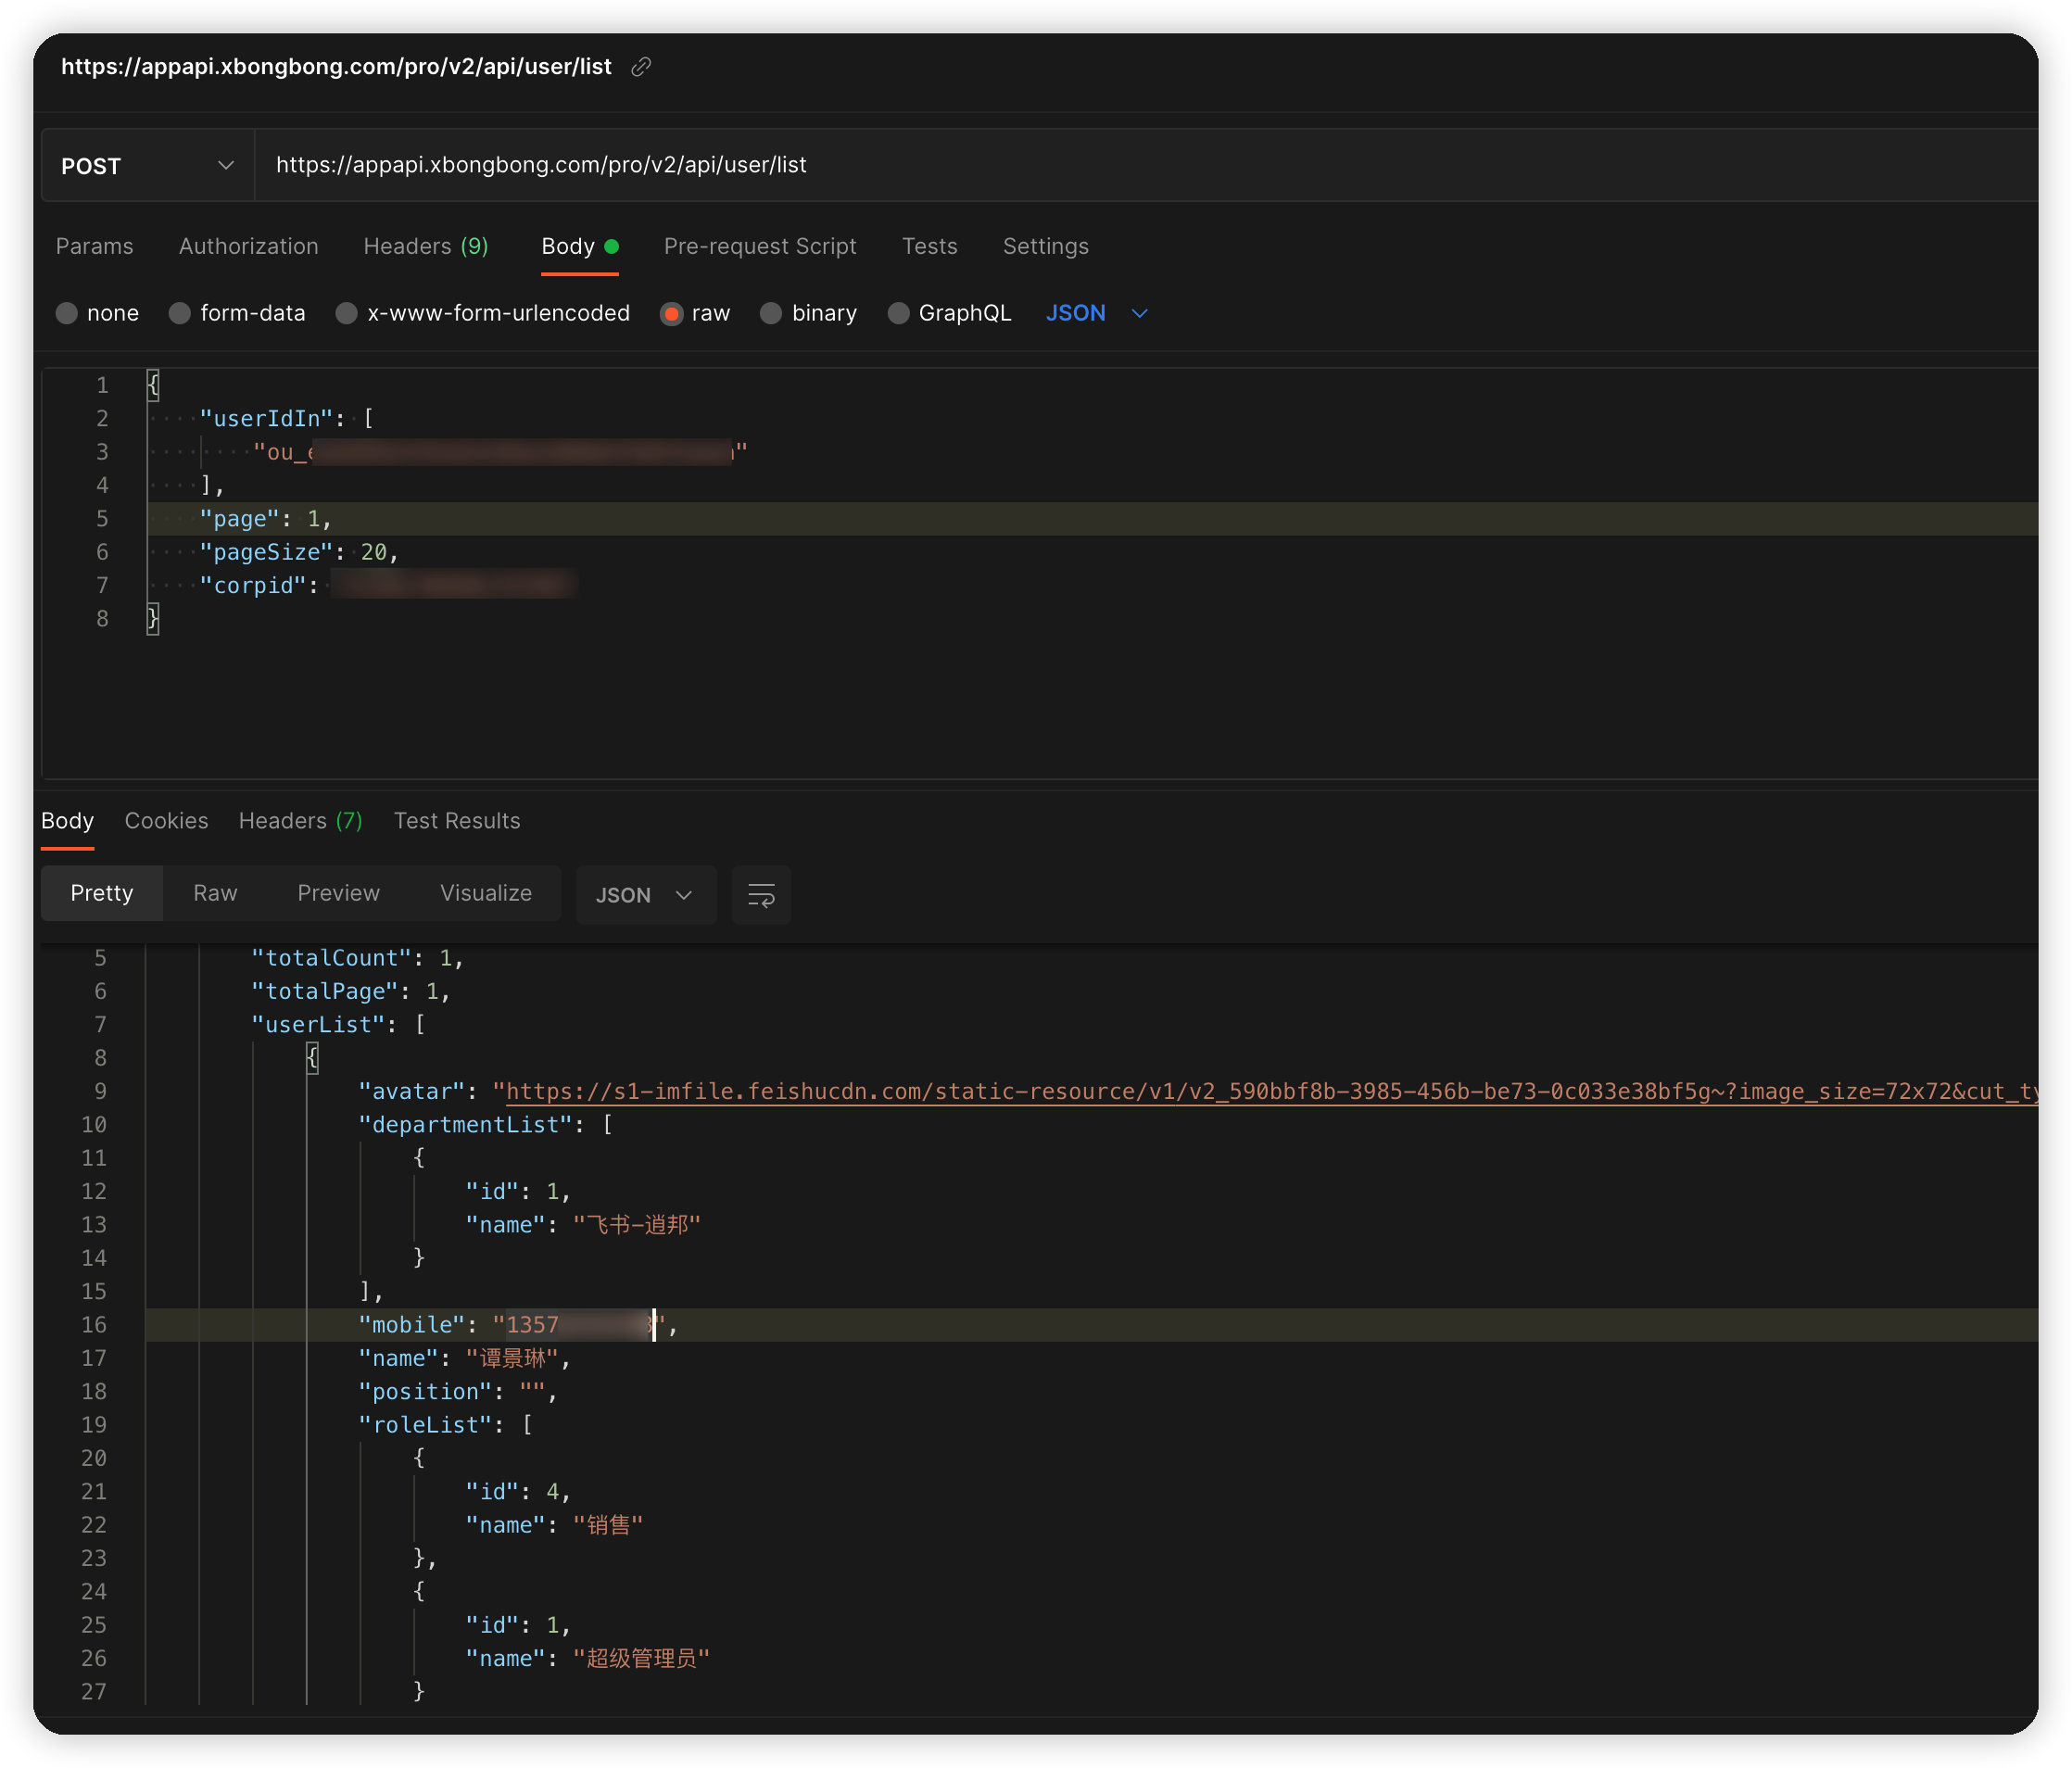 https://appapi.xbongbong.com/pro/v2/api/user/list
POST https://appapi.xbongbong.com/pro/v2/api/user/list
Params Authorization Headers (9) Body Pre-request Script Tests Settings
none form-data x-www-form-urlencoded raw binary GraphQL JSON
1 {
2 "userIdIn": [
3 "ou_
4 ],
5 "page": 1,
6 "pageSize": 20,
7 "corpid":
8 }
Body Cookies Headers (7) Test Results
Pretty Raw Preview Visualize JSON
5 "totalCount": 1,
6 "totalPage": 1,
7 "userList": [
8 {
9 "avatar": "https://s1-imfile.feishucdn.com/static-resource/v1/v2_590bbf8b-3985-456b-be73-0c033e38bf5g~?image_size=72x72&cut_ty
10 "departmentList": [
11 {
12 "id": 1,
13 "name": "飞书-逍邦"
14 }
15 ],
16 "mobile": "1357 ",
17 "name": "谭景琳",
18 "position": "",
19 "roleList": [
20 {
21 "id": 4,
22 "name": "销售"
23 },
24 {
25 "id": 1,
26 "name": "超级管理员"
27 }